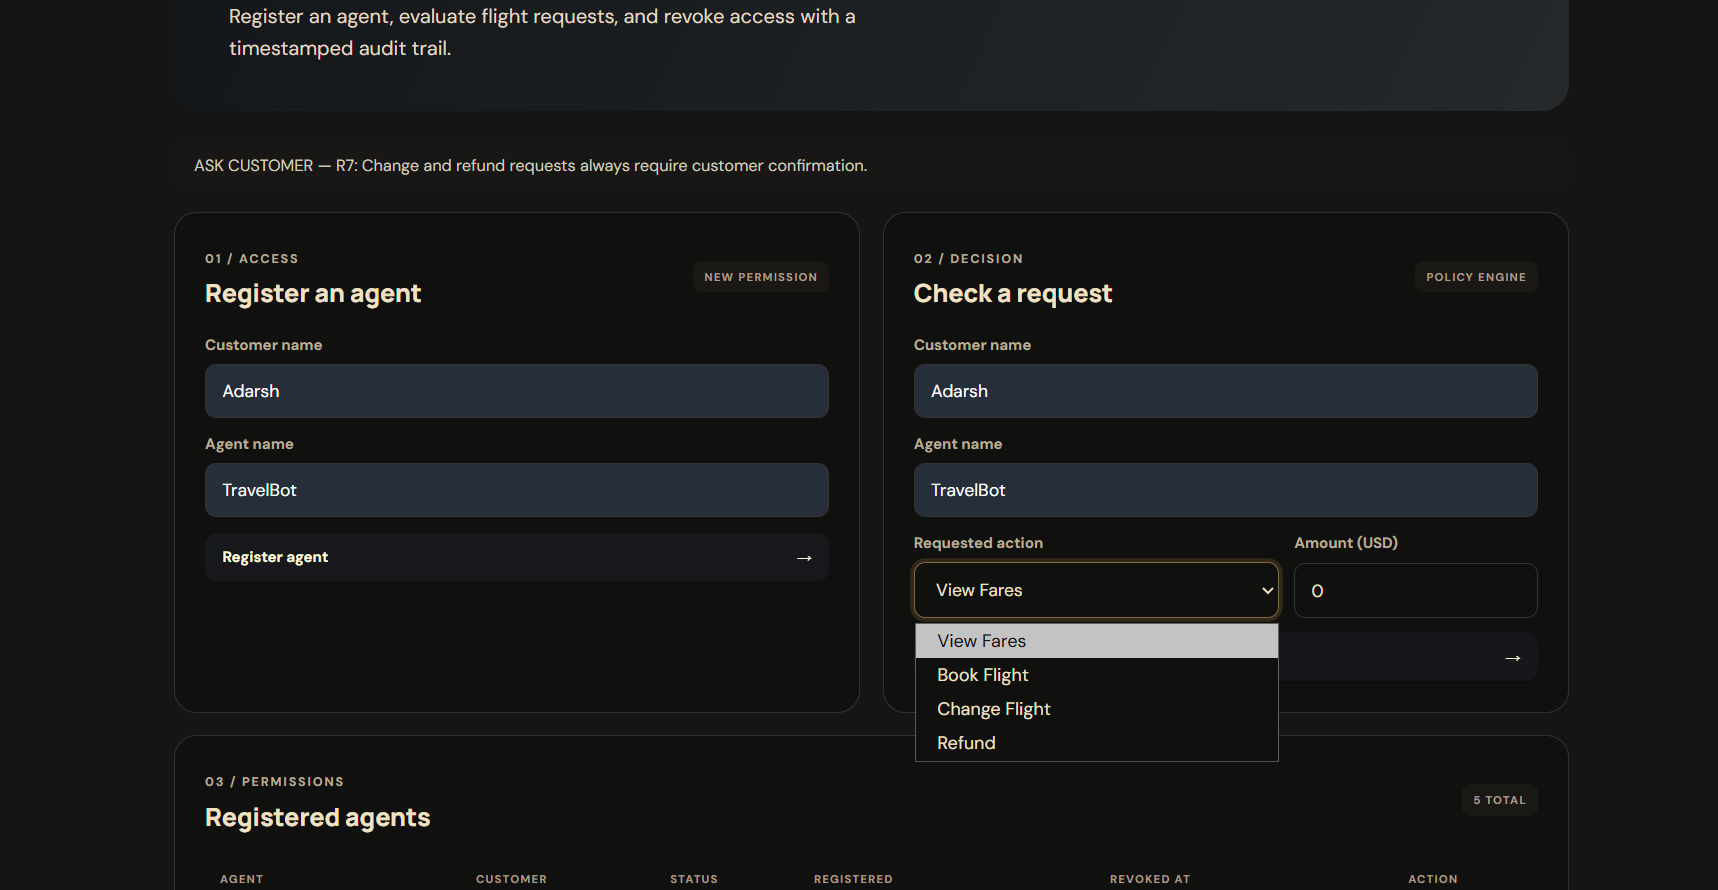 Register an agent, evaluate flight requests, and revoke access with a
timestamped audit trail.
ASK CUSTOMER — R7: Change and refund requests always require customer confirmation.
01 / ACCESS
Register an agent
NEW PERMISSION
Customer name
Adarsh
Agent name
TravelBot
Register agent →
02 / DECISION
Check a request
POLICY ENGINE
Customer name
Adarsh
Agent name
TravelBot
Requested action
Amount (USD)
View Fares
0
View Fares
Book Flight
Change Flight
Refund
→
03 / PERMISSIONS
Registered agents
5 TOTAL
AGENT CUSTOMER STATUS REGISTERED REVOKED AT ACTION